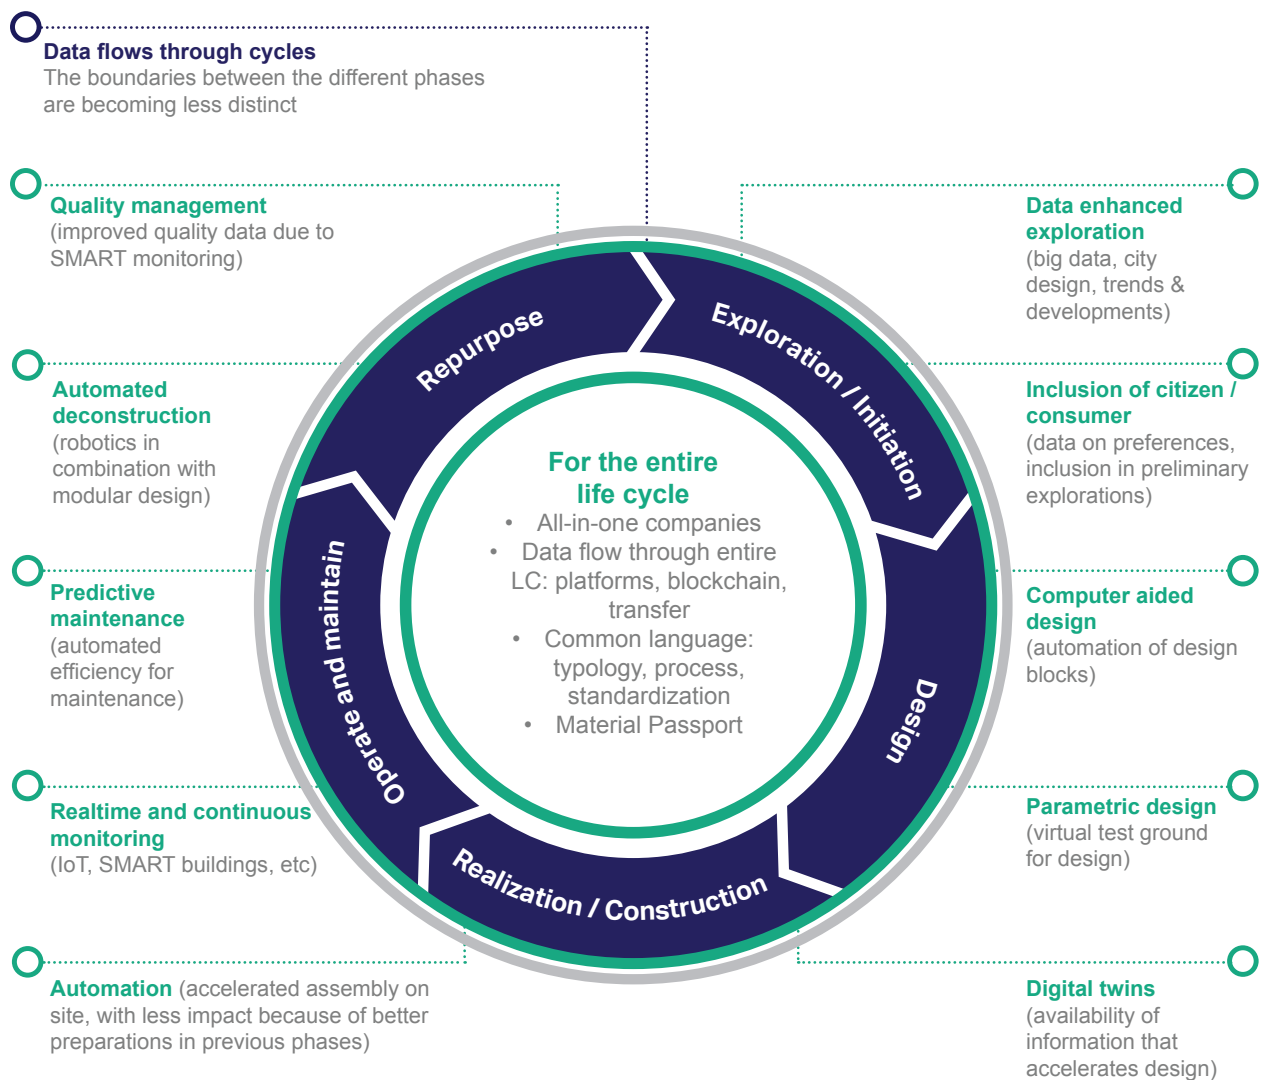 Data flows through cycles
The boundaries between the different phases
are becoming less distinct
Quality management
(improved quality data due to
SMART monitoring)
Data enhanced
exploration
(big data, city
design, trends &
developments)
Automated
deconstruction
(robotics in
combination with
modular design)
Inclusion of citizen /
consumer
(data on preferences,
inclusion in preliminary
explorations)
Predictive
maintenance
(automated
efficiency for
maintenance)
Computer aided
design
(automation of design
blocks)
Realtime and continuous
monitoring
(IoT, SMART buildings, etc)
Parametric design
(virtual test ground
for design)
Automation (accelerated assembly on
site, with less impact because of better
preparations in previous phases)
Digital twins
(availability of
information that
accelerates design)
Repurpose
Exploration / Initiation
Design
Realization / Construction
Operate and maintain
For the entire
life cycle
• All-in-one companies
• Data flow through entire
LC: platforms, blockchain,
transfer
• Common language:
typology, process,
standardization
• Material Passport